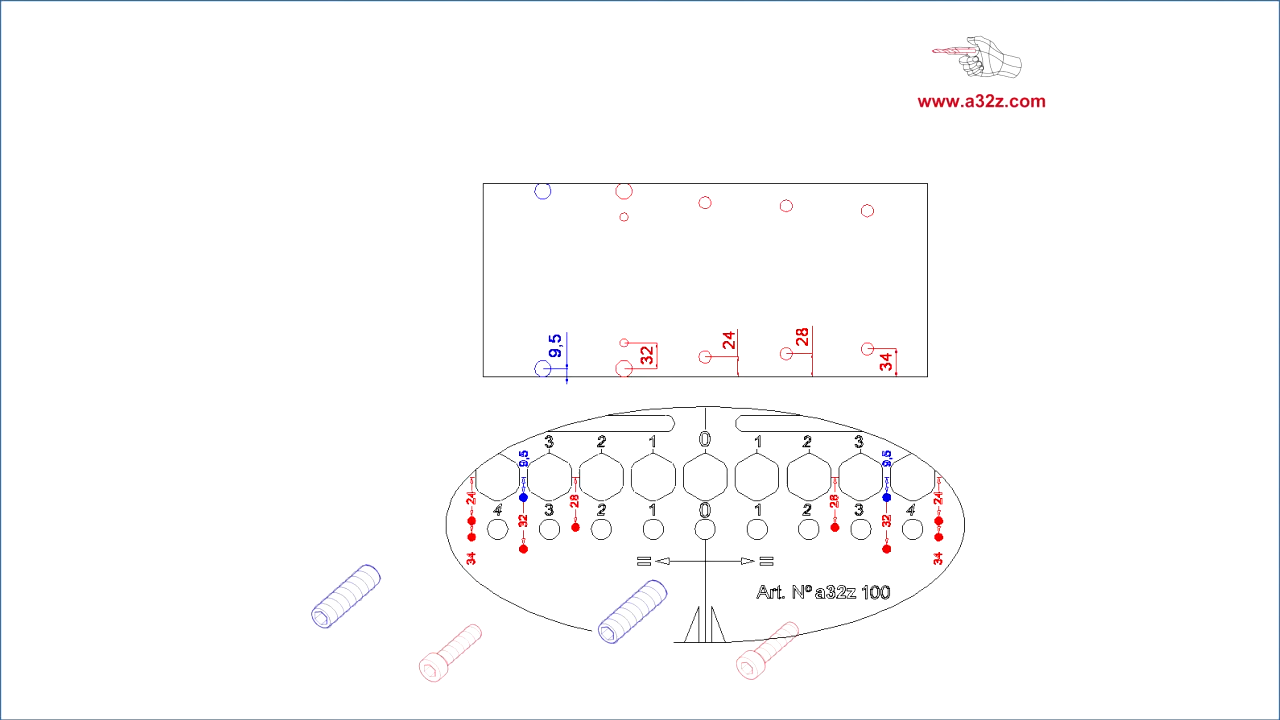 www.a32z.com
9,5
32
24
28
34
3 2 1 0 1 2 3
9,5 9,5
24 28 28 24
4 3 2 1 0 1 2 3 4
32 32
34 34
= =
Art. Nº a32z 100